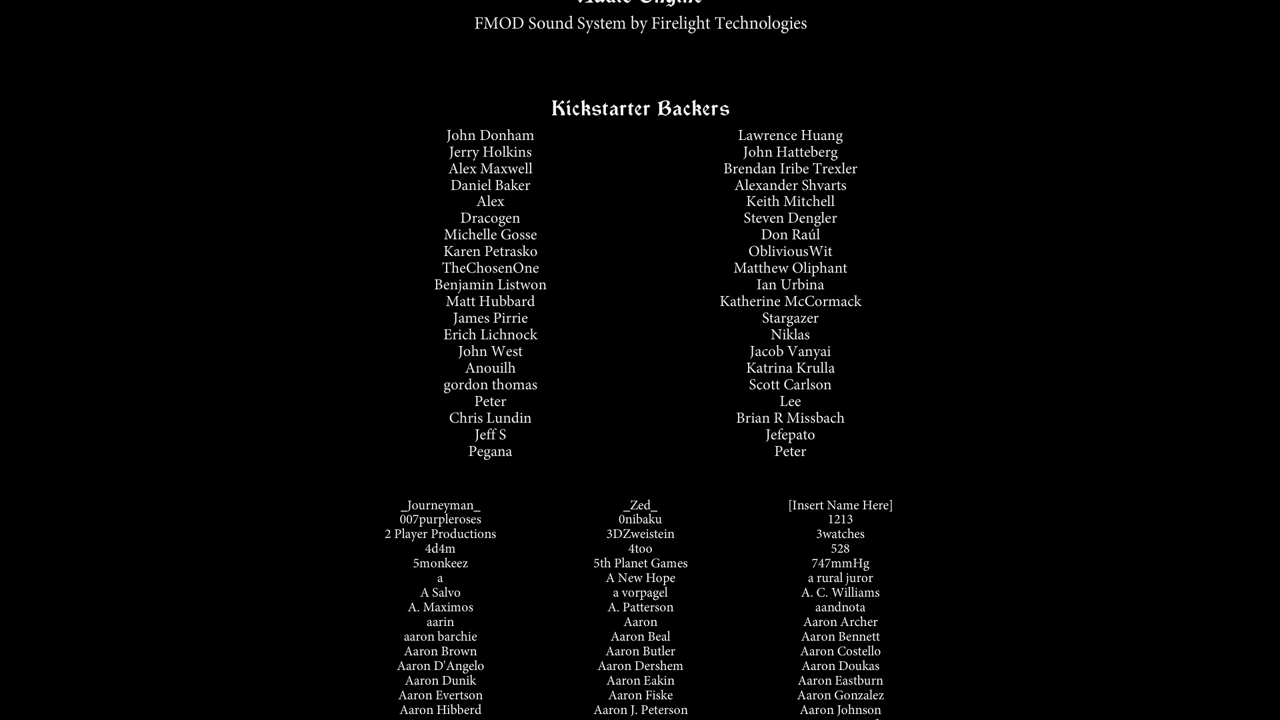 Audio Engine
FMOD Sound System by Firelight Technologies
Kickstarter Backers
John Donham Lawrence Huang
Jerry Holkins John Hatteberg
Alex Maxwell Brendan Iribe Trexler
Daniel Baker Alexander Shvarts
Alex Keith Mitchell
Dracogen Steven Dengler
Michelle Gosse Don Raúl
Karen Petrasko ObliviousWit
TheChosenOne Matthew Oliphant
Benjamin Listwon Ian Urbina
Matt Hubbard Katherine McCormack
James Pirrie Stargazer
Erich Lichnock Niklas
John West Jacob Vanyai
Anouilh Katrina Krulla
gordon thomas Scott Carlson
Peter Lee
Chris Lundin Brian R Missbach
Jeff S Jefepato
Pegana Peter
_Journeyman_ _Zed_ [Insert Name Here]
007purpleroses 0nibaku 1213
2 Player Productions 3DZweistein 3watches
4d4m 4too 528
5monkeez 5th Planet Games 747mmHg
a A New Hope a rural juror
A Salvo a vorpagel A. C. Williams
A. Maximos A. Patterson aandnota
aarin Aaron Aaron Archer
aaron barchie Aaron Beal Aaron Bennett
Aaron Brown Aaron Butler Aaron Costello
Aaron D'Angelo Aaron Dershem Aaron Doukas
Aaron Dunik Aaron Eakin Aaron Eastburn
Aaron Evertson Aaron Fiske Aaron Gonzalez
Aaron Hibberd Aaron J. Peterson Aaron Johnson